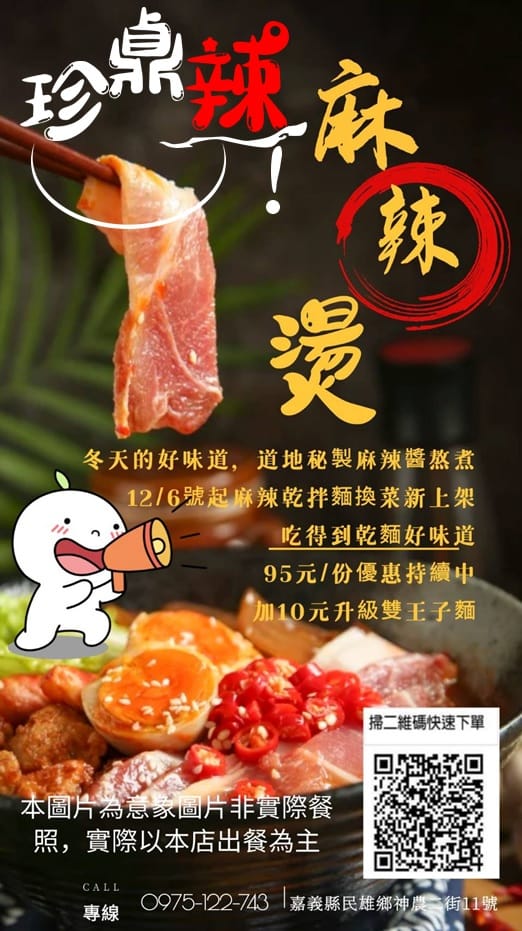 珍鼎辣！
麻
辣
燙
冬天的好味道，道地秘製麻辣醬熬煮
12/6號起麻辣乾拌麵換菜新上架
吃得到乾麵好味道
95元/份優惠持續中
加10元升級雙王子麵
掃二維碼快速下單
本圖片為意象圖片非實際餐
照，實際以本店出餐為主
CALL
專線
0975-122-743
嘉義縣民雄鄉神農二街11號